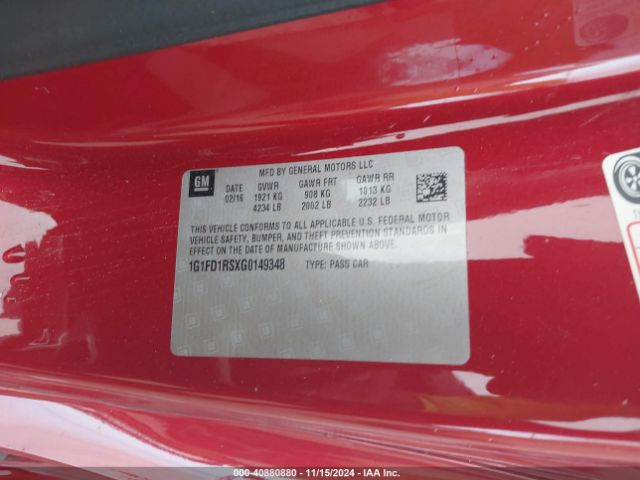 MFD BY GENERAL MOTORS LLC
GM
DATE GVWR GAWR FRT GAWR RR
02/16 1921 KG 908 KG 1013 KG
4234 LB 2002 LB 2232 LB
THIS VEHICLE CONFORMS TO ALL APPLICABLE U.S. FEDERAL MOTOR
VEHICLE SAFETY, BUMPER, AND THEFT PREVENTION STANDARDS
IN EFFECT ON THE DATE OF MANUFACTURE SHOWN ABOVE.
1G1FD1RSXG0149348 TYPE: PASS CAR
000-40880880 - 11/15/2024 - IAA Inc.